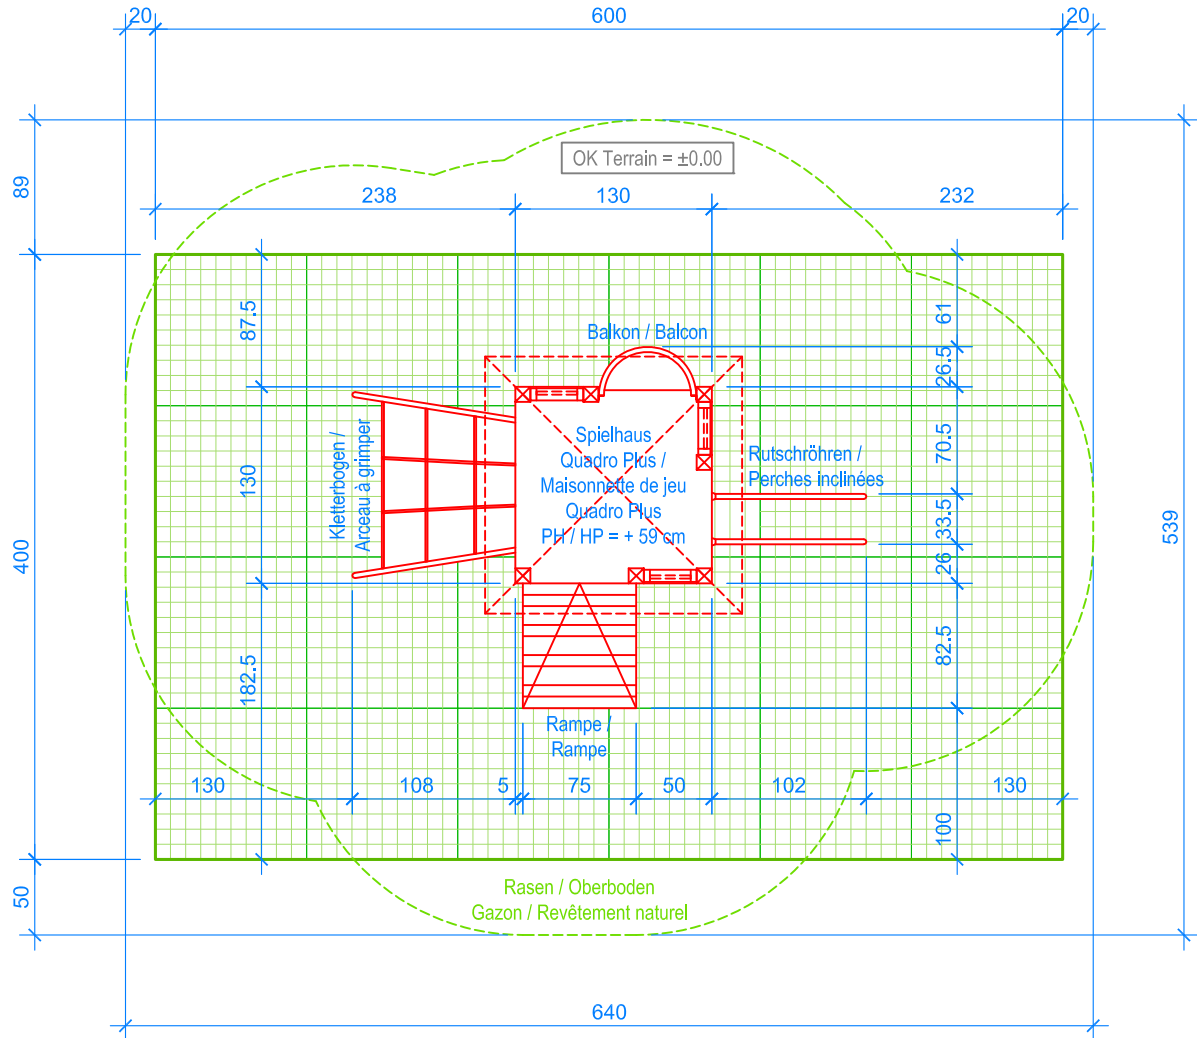 20
600
20
OK Terrain = ±0.00
89
238
130
232
87.5
61
Balkon / Balcon
26.5
Kletterbogen /
Arceau à grimper
Spielhaus
Quadro Plus /
Maisonnette de jeu
Quadro Plus
PH / HP = + 59 cm
70.5
Rutschröhren /
Perches inclinées
130
33.5
539
400
26
82.5
182.5
Rampe /
Rampe
130
108
5
75
50
102
130
100
50
Rasen / Oberboden
Gazon / Revêtement naturel
640